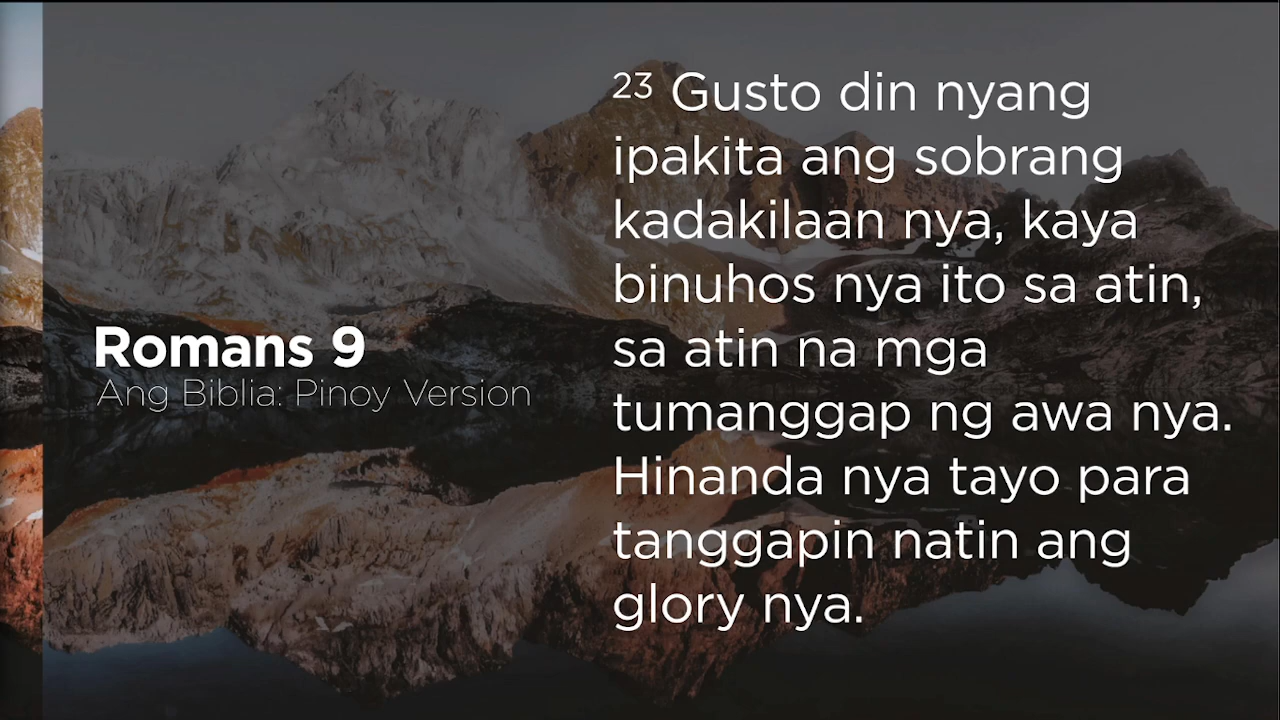 Romans 9
Ang Biblia: Pinoy Version
23 Gusto din nyang
ipakita ang sobrang
kadakilaan nya, kaya
binuhos nya ito sa atin,
sa atin na mga
tumanggap ng awa nya.
Hinanda nya tayo para
tanggapin natin ang
glory nya.